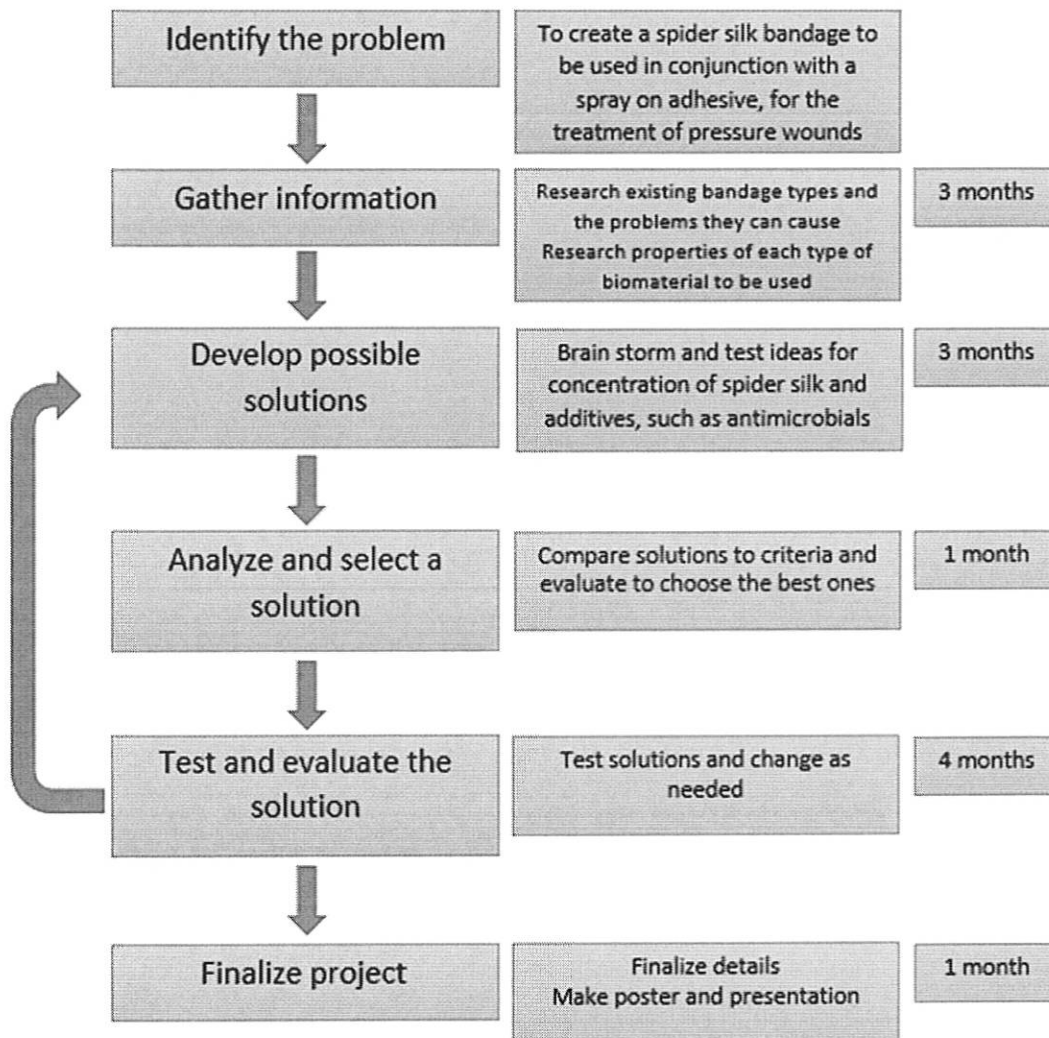 Identify the problem
To create a spider silk bandage to
be used in conjunction with a
spray on adhesive, for the
treatment of pressure wounds
Gather information
Research existing bandage types and
the problems they can cause
Research properties of each type of
biomaterial to be used
3 months
Develop possible
solutions
Brain storm and test ideas for
concentration of spider silk and
additives, such as antimicrobials
3 months
Analyze and select a
solution
Compare solutions to criteria and
evaluate to choose the best ones
1 month
Test and evaluate the
solution
Test solutions and change as
needed
4 months
Finalize project
Finalize details
Make poster and presentation
1 month